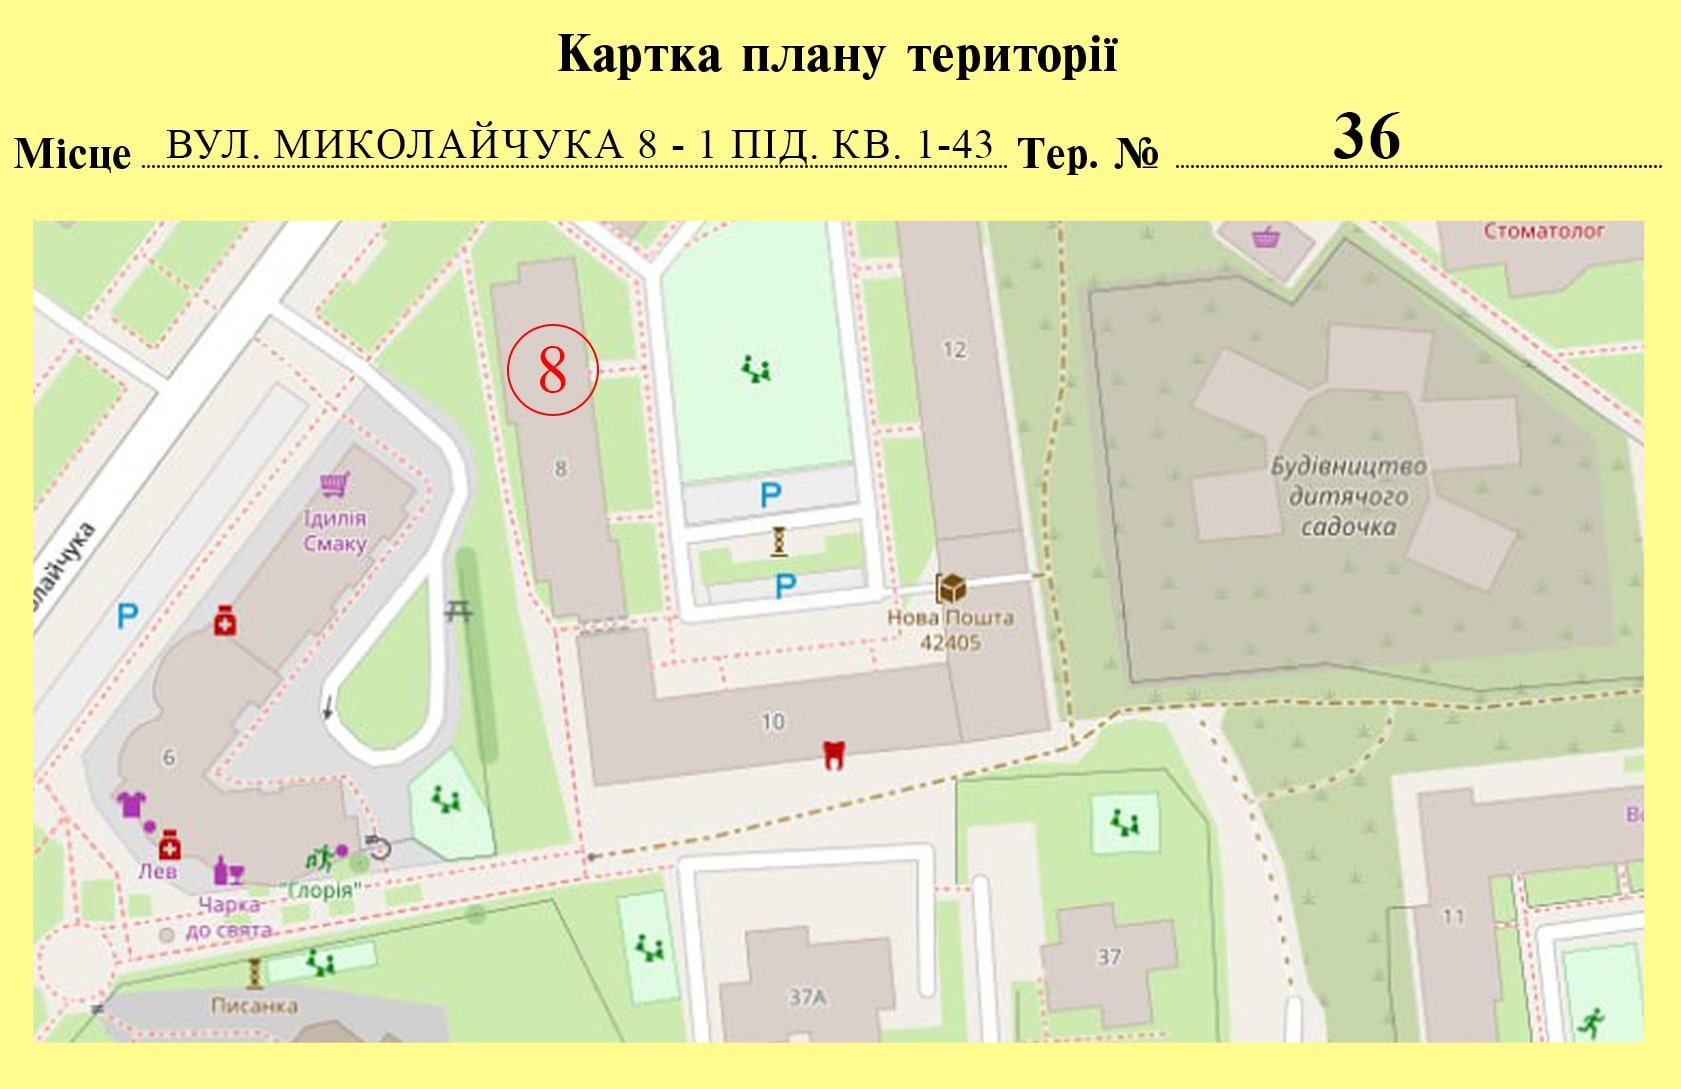 Картка плану території
Місце ВУЛ. МИКОЛАЙЧУКА 8 - 1 ПІД. КВ. 1-43 Тер. № 36
Стоматолог
8
12
8
Будівництво
дитячого
садочка
Їдилія
Смаку
олайчука
P
P
P
Нова Пошта
42405
10
6
Лев
"Глорія"
Чарка
до свята
Писанка
37А
37
11
Во